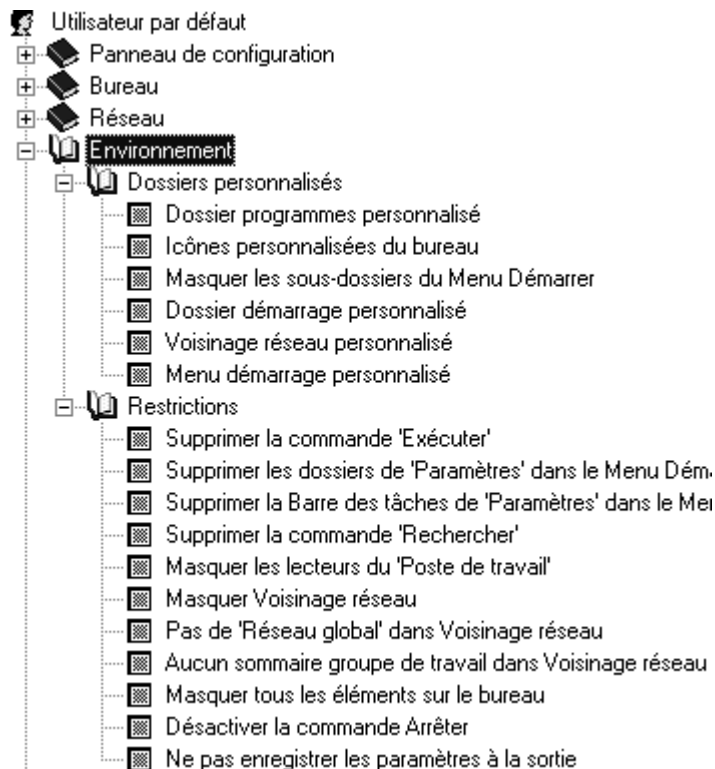 Utilisateur par défaut
Panneau de configuration
Bureau
Réseau
Environnement
Dossiers personnalisés
Dossier programmes personnalisé
Icônes personnalisées du bureau
Masquer les sous-dossiers du Menu Démarrer
Dossier démarrage personnalisé
Voisinage réseau personnalisé
Menu démarrage personnalisé
Restrictions
Supprimer la commande 'Exécuter'
Supprimer les dossiers de 'Paramètres' dans le Menu Dém
Supprimer la Barre des tâches de 'Paramètres' dans le Me
Supprimer la commande 'Rechercher'
Masquer les lecteurs du 'Poste de travail'
Masquer Voisinage réseau
Pas de 'Réseau global' dans Voisinage réseau
Aucun sommaire groupe de travail dans Voisinage réseau
Masquer tous les éléments sur le bureau
Désactiver la commande Arrêter
Ne pas enregistrer les paramètres à la sortie